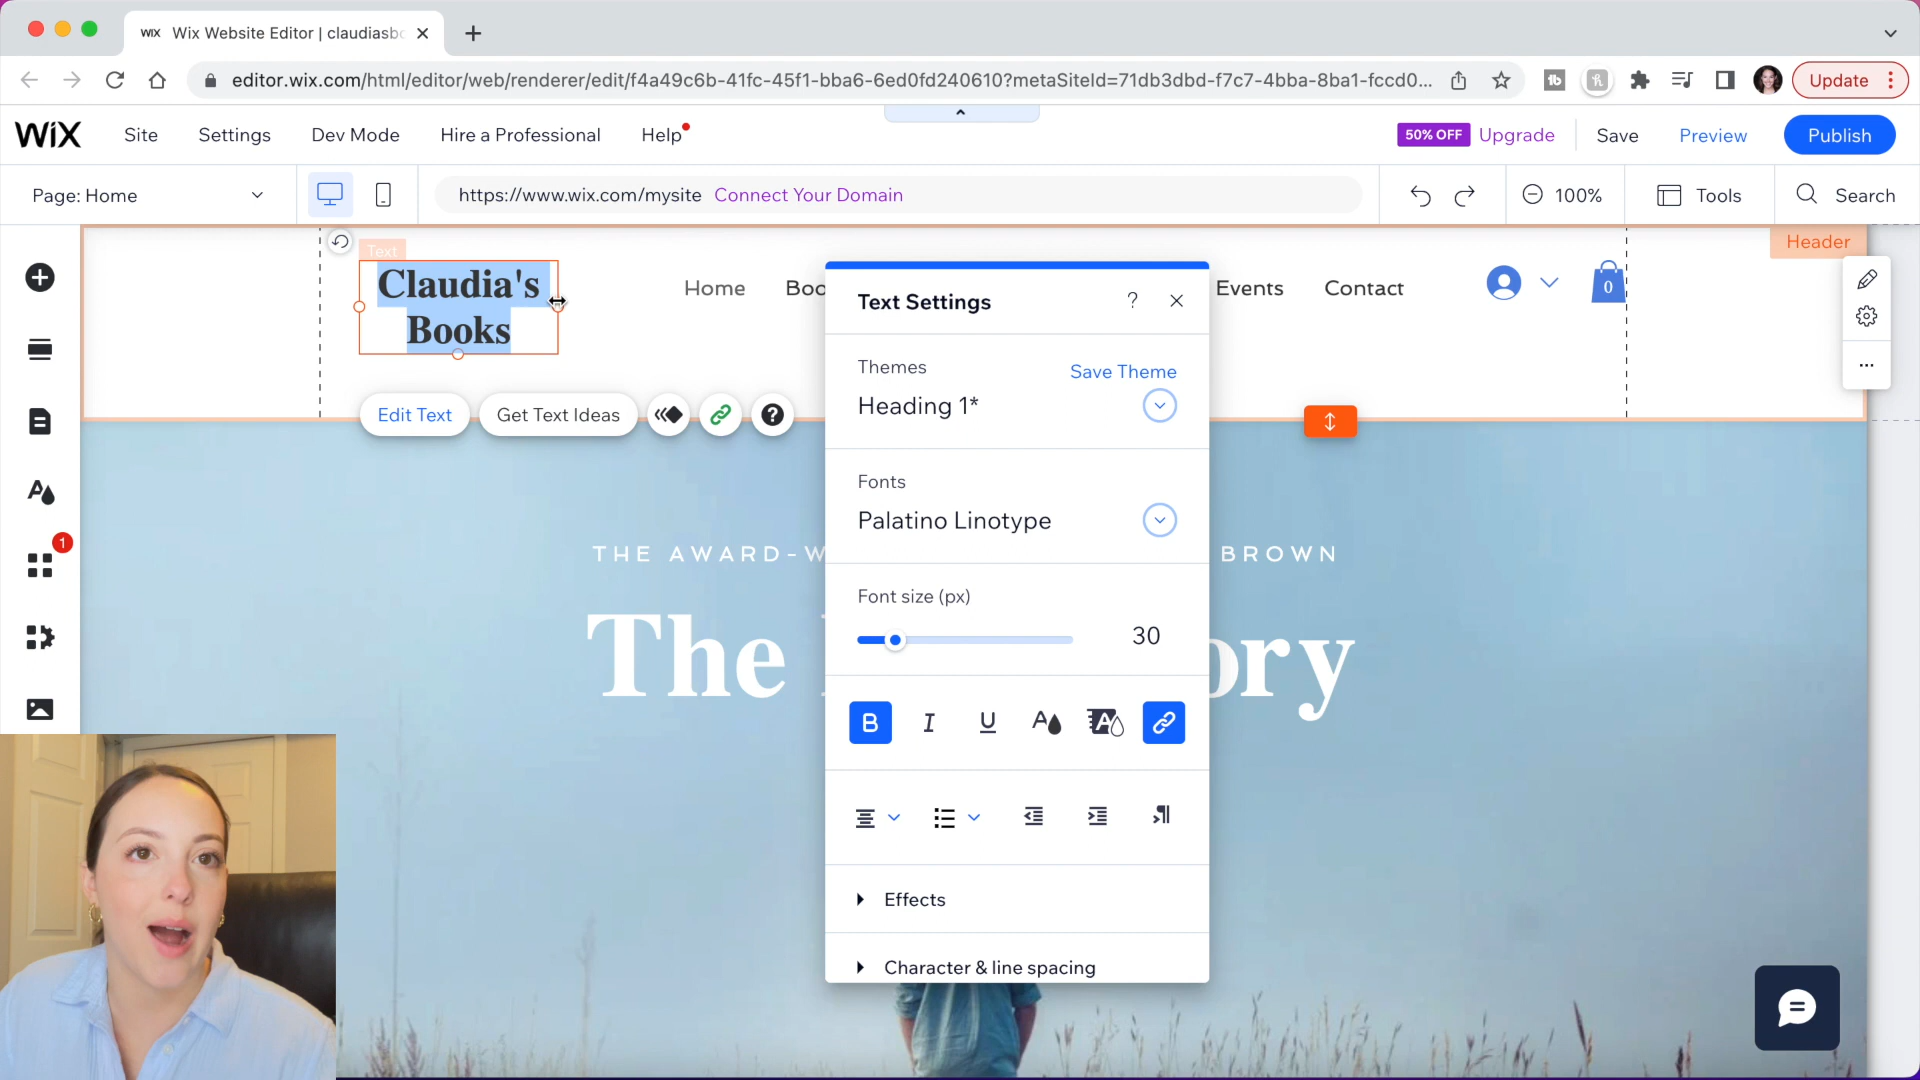 WIX Wix Website Editor | claudiasbo
editor.wix.com/html/editor/web/renderer/edit/f4a49c6b-41fc-45f1-bba6-6ed0fd240610?metaSiteId=71db3dbd-f7c7-4bba-8ba1-fccd0...
Update
WIX Site Settings Dev Mode Hire a Professional Help 50% OFF Upgrade Save Preview Publish
Page: Home https://www.wix.com/mysite Connect Your Domain 100% Tools Search
Header
Text
Claudia's
Books
Home Boo Events Contact 0
Text Settings ?
Themes
Save Theme
Heading 1*
Edit Text Get Text Ideas ?
Fonts
Palatino Linotype
1
THE AWARD-W BROWN
Font size (px)
30
The ory
B I U A A
Effects
Character & line spacing